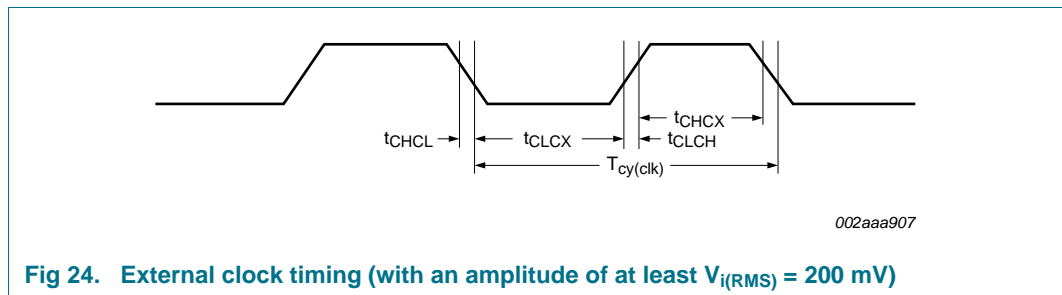 tCHCX
tCHCL
tCLCX
tCLCH
Tcy(clk)
002aaa907
Fig 24. External clock timing (with an amplitude of at least Vi(RMS) = 200 mV)